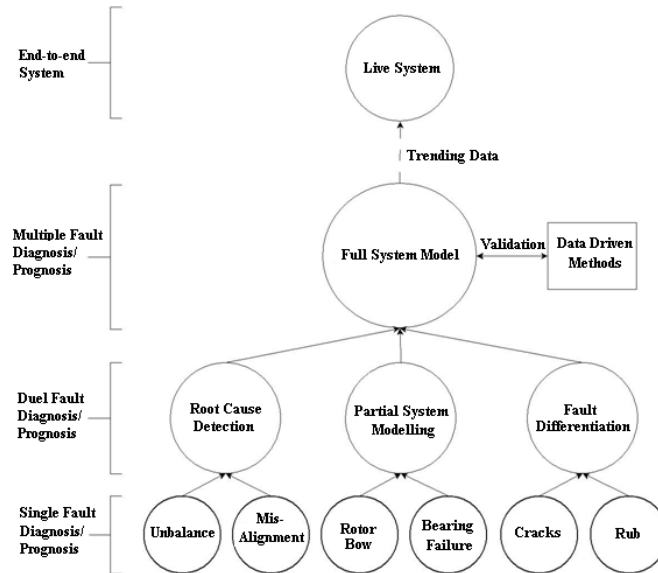 End-to-end
System
Live System
Trending Data
Multiple Fault
Diagnosis/
Prognosis
Full System Model
Validation
Data Driven
Methods
Duel Fault
Diagnosis/
Prognosis
Root Cause
Detection
Partial System
Modelling
Fault
Differentiation
Single Fault
Diagnosis/
Prognosis
Unbalance
Mis-
Alignment
Rotor
Bow
Bearing
Failure
Cracks
Rub